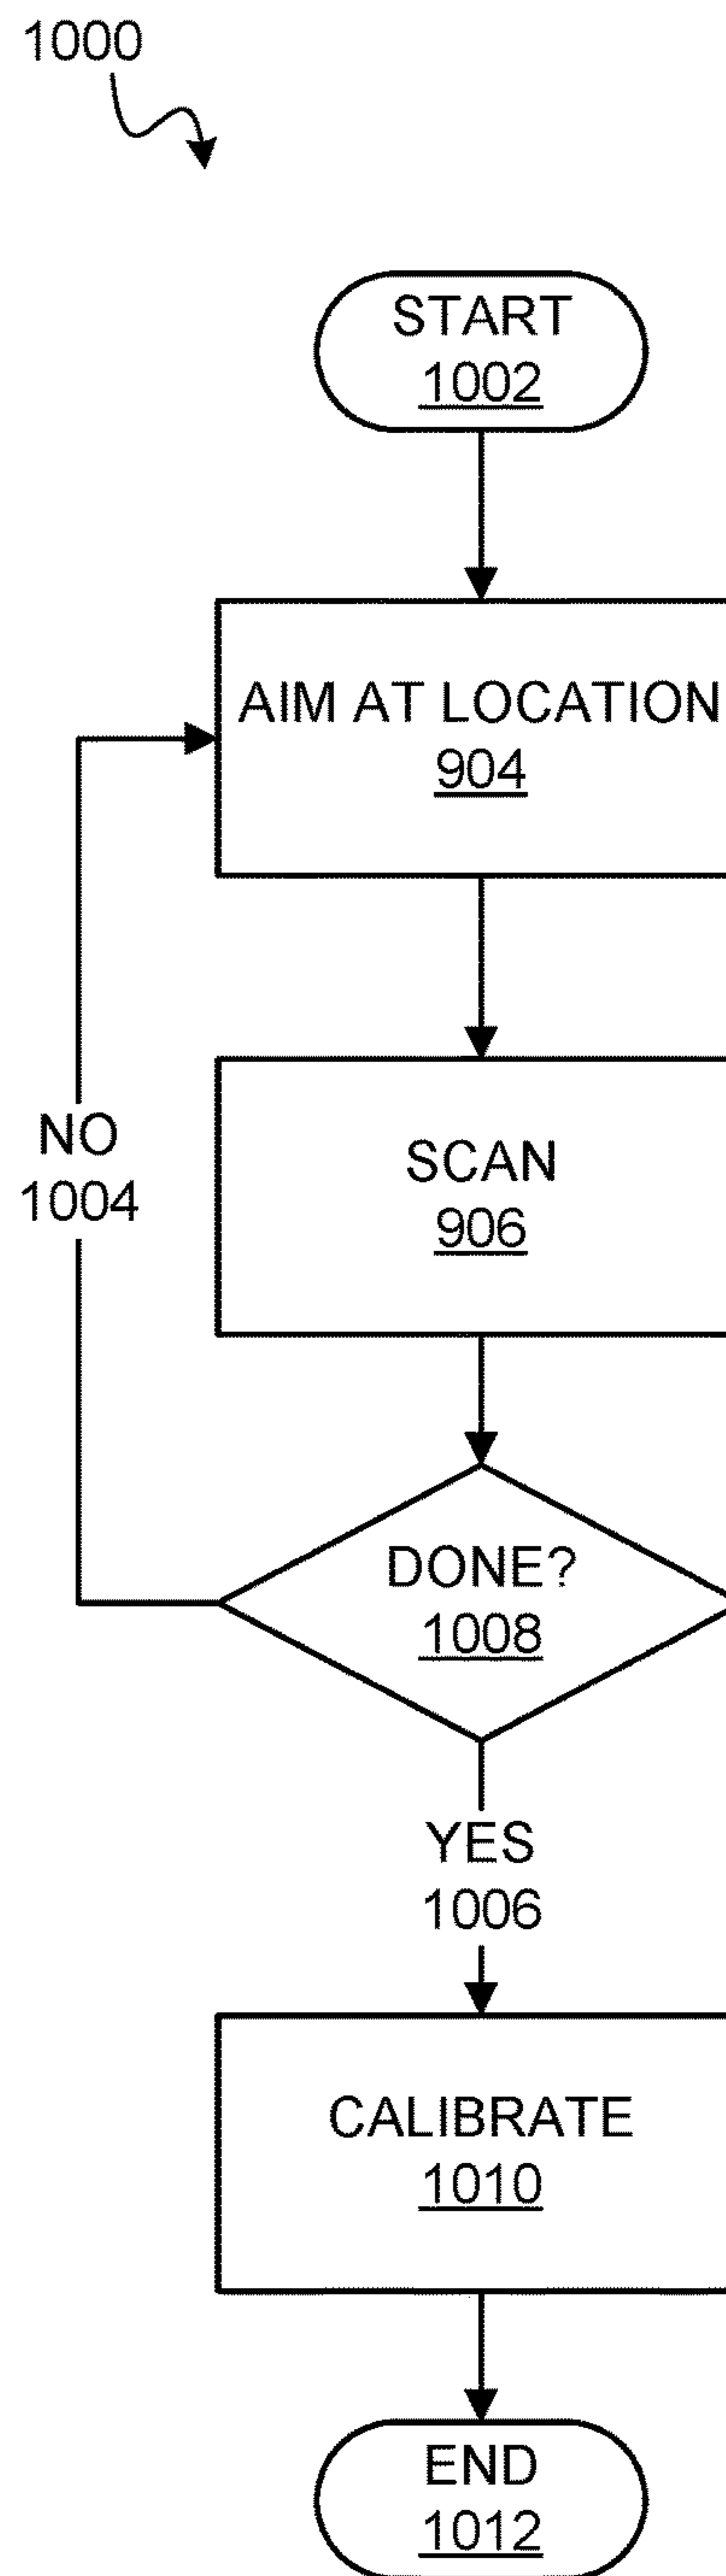 1000
START
1002
AIM AT LOCATION
904
NO
1004
SCAN
906
DONE?
1008
YES
1006
CALIBRATE
1010
END
1012